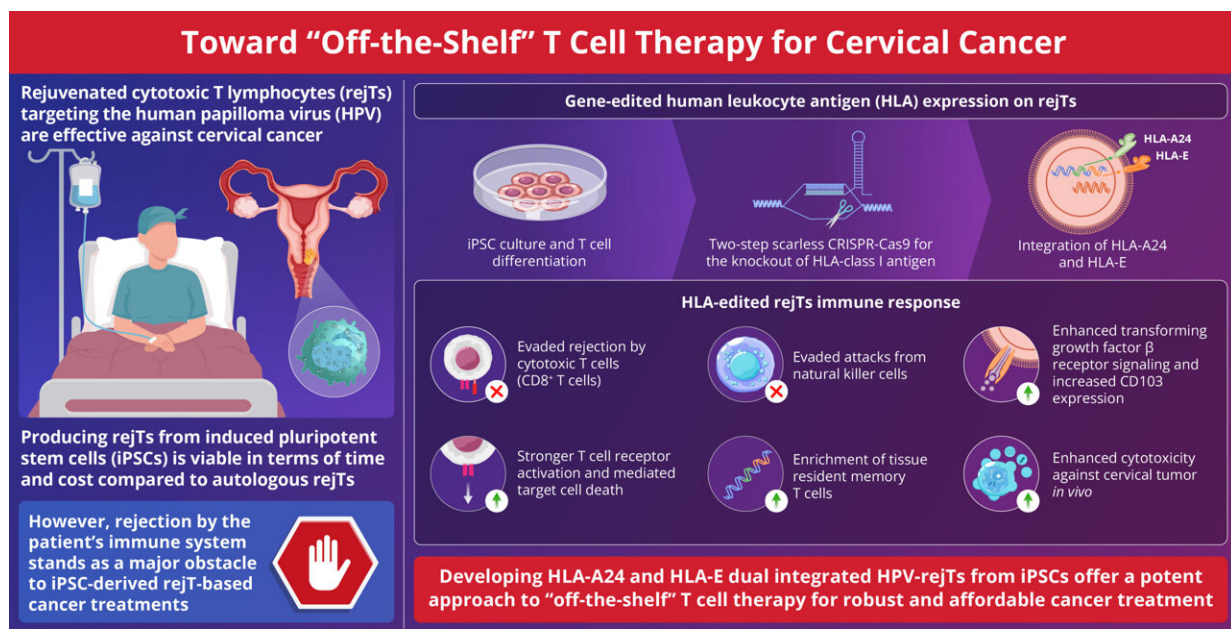 Toward “Off-the-Shelf” T Cell Therapy for Cervical Cancer
Rejuvenated cytotoxic T lymphocytes (rejTs)
targeting the human papilloma virus (HPV)
are effective against cervical cancer
Producing rejTs from induced pluripotent
stem cells (iPSCs) is viable in terms of time
and cost compared to autologous rejTs
However, rejection by the
patient’s immune system
stands as a major obstacle
to iPSC-derived rejT-based
cancer treatments
Gene-edited human leukocyte antigen (HLA) expression on rejTs
iPSC culture and T cell
differentiation
Two-step scarless CRISPR-Cas9 for
the knockout of HLA-class I antigen
HLA-A24
HLA-E
Integration of HLA-A24
and HLA-E
HLA-edited rejTs immune response
Evaded rejection by
cytotoxic T cells
(CD8⁺ T cells)
Evaded attacks from
natural killer cells
Enhanced transforming
growth factor β
receptor signaling and
increased CD103
expression
Stronger T cell receptor
activation and mediated
target cell death
Enrichment of tissue
resident memory
T cells
Enhanced cytotoxicity
against cervical tumor
in vivo
Developing HLA-A24 and HLA-E dual integrated HPV-rejTs from iPSCs offer a potent
approach to “off-the-shelf” T cell therapy for robust and affordable cancer treatment